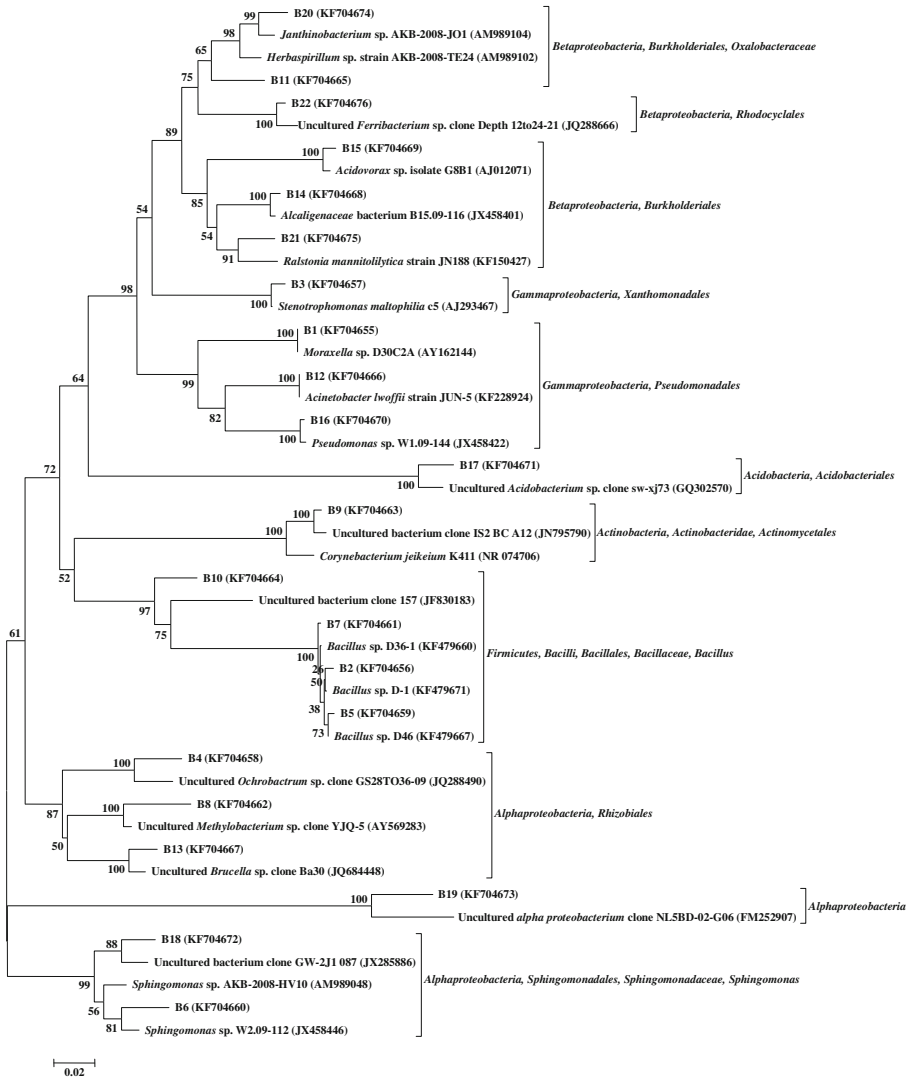 B20 (KF704674)
99
Janthinobacterium sp. AKB-2008-JO1 (AM989104)
98
Betaproteobacteria, Burkholderiales, Oxalobacteraceae
65
Herbaspirillum sp. strain AKB-2008-TE24 (AM989102)
75
B11 (KF704665)
B22 (KF704676)
Betaproteobacteria, Rhodocyclales
100
Uncultured Ferribacterium sp. clone Depth 12to24-21 (JQ288666)
89
B15 (KF704669)
100
Acidovorax sp. isolate G8B1 (AJ012071)
85
B14 (KF704668)
100
Betaproteobacteria, Burkholderiales
Alcaligenaceae bacterium B15.09-116 (JX458401)
54
54
B21 (KF704675)
91
Ralstonia mannitolilytica strain JN188 (KF150427)
98
B3 (KF704657)
Gammaproteobacteria, Xanthomonadales
100
Stenotrophomonas maltophilia c5 (AJ293467)
B1 (KF704655)
100
Moraxella sp. D30C2A (AY162144)
99
64
B12 (KF704666)
100
Gammaproteobacteria, Pseudomonadales
Acinetobacter lwoffii strain JUN-5 (KF228924)
82
B16 (KF704670)
100
Pseudomonas sp. W1.09-144 (JX458422)
72
B17 (KF704671)
Acidobacteria, Acidobacteriales
100
Uncultured Acidobacterium sp. clone sw-xj73 (GQ302570)
B9 (KF704663)
100
Uncultured bacterium clone IS2 BC A12 (JN795790)
Actinobacteria, Actinobacteridae, Actinomycetales
100
Corynebacterium jeikeium K411 (NR 074706)
52
B10 (KF704664)
97
Uncultured bacterium clone 157 (JF830183)
75
61
B7 (KF704661)
Bacillus sp. D36-1 (KF479660)
Firmicutes, Bacilli, Bacillales, Bacillaceae, Bacillus
100
26
B2 (KF704656)
50
Bacillus sp. D-1 (KF479671)
38
B5 (KF704659)
73
Bacillus sp. D46 (KF479667)
B4 (KF704658)
100
Uncultured Ochrobactrum sp. clone GS28TO36-09 (JQ288490)
87
B8 (KF704662)
100
Alphaproteobacteria, Rhizobiales
Uncultured Methylobacterium sp. clone YJQ-5 (AY569283)
50
B13 (KF704667)
100
Uncultured Brucella sp. clone Ba30 (JQ684448)
B19 (KF704673)
100
Alphaproteobacteria
Uncultured alpha proteobacterium clone NL5BD-02-G06 (FM252907)
B18 (KF704672)
88
Uncultured bacterium clone GW-2J1 087 (JX285886)
99
Sphingomonas sp. AKB-2008-HV10 (AM989048)
Alphaproteobacteria, Sphingomonadales, Sphingomonadaceae, Sphingomonas
56
B6 (KF704660)
81
Sphingomonas sp. W2.09-112 (JX458446)
0.02